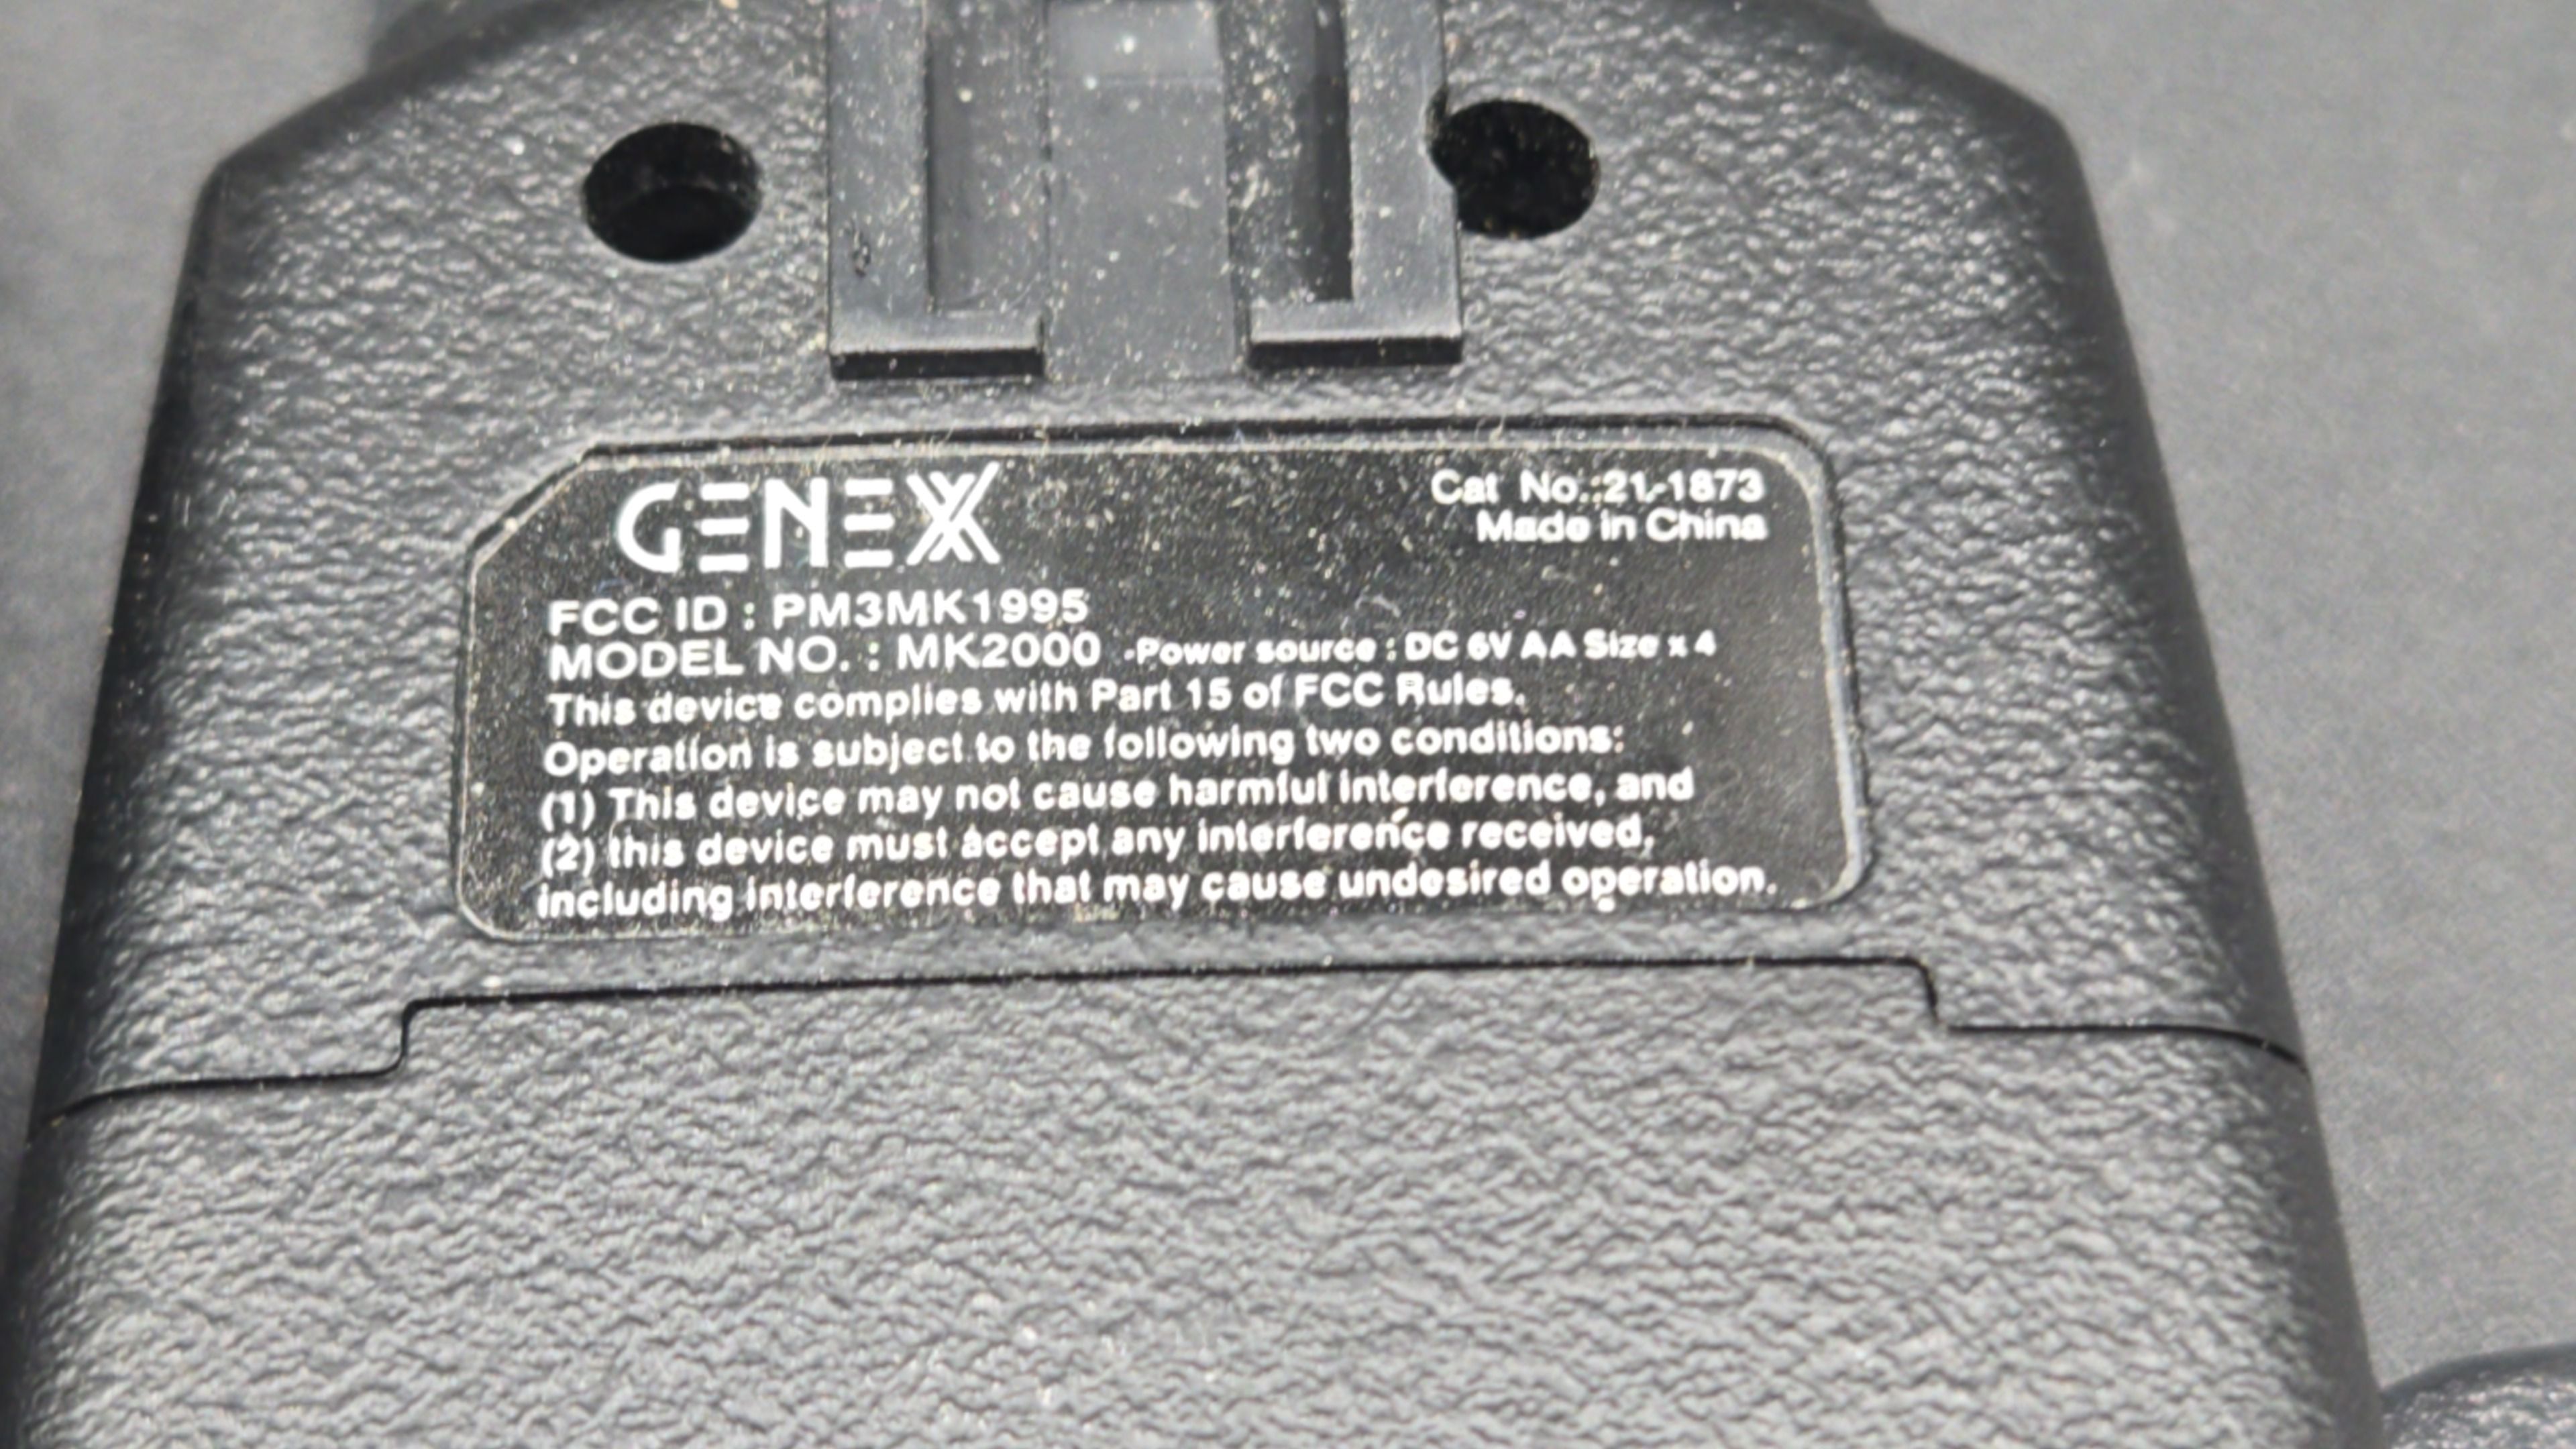 GENEXX
Cat No.:21-1873
Made in China
FCC ID : PM3MK1995
MODEL NO. : MK2000 •Power source : DC 6V AA Size x 4
This device complies with Part 15 of FCC Rules.
Operation is subject to the following two conditions:
(1) This device may not cause harmful interference, and
(2) this device must accept any interference received,
including interference that may cause undesired operation.